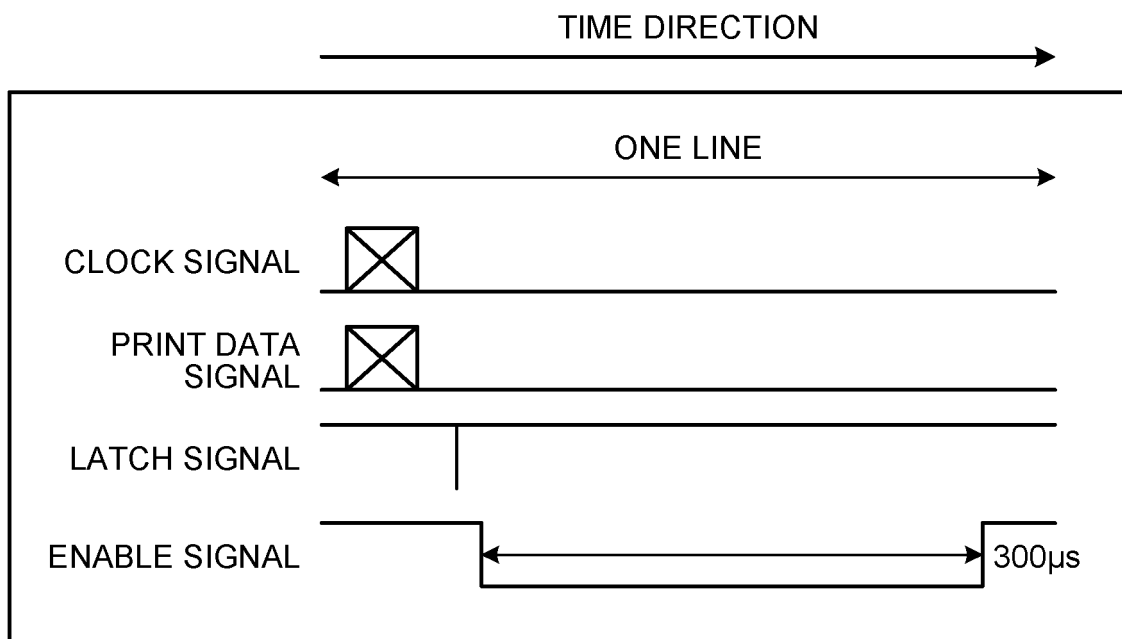 TIME DIRECTION
ONE LINE
CLOCK SIGNAL
PRINT DATA
SIGNAL
LATCH SIGNAL
ENABLE SIGNAL
300µs